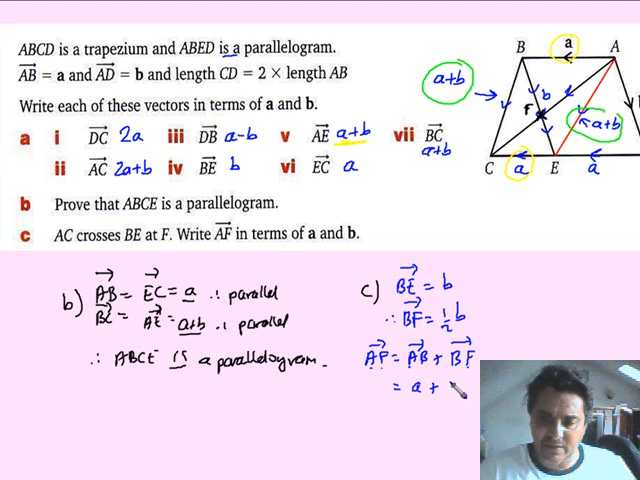 ABCD is a trapezium and ABED is a parallelogram.
AB = a and AD = b and length CD = 2 × length AB
Write each of these vectors in terms of a and b.
a i DC 2a iii DB a-b v AE a+b vii BC a+b
ii AC 2a+b iv BE b vi EC a
b Prove that ABCE is a parallelogram.
c AC crosses BE at F. Write AF in terms of a and b.
B a A
a+b
b
F
a+b
C a E a
b) AB = EC = a ∴ parallel
BC = AE = a+b ∴ parallel
∴ ABCE IS a parallelogram.
c) BE = b
∴ BF = 1/2 b
AF = AB + BF
= a +